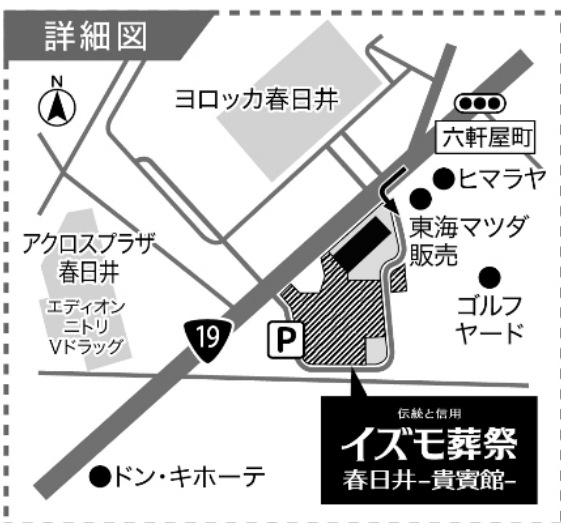 詳細図
N
ヨロッカ春日井
六軒屋町
ヒマラヤ
東海マツダ
販売
アクロスプラザ
春日井
エディオン
ニトリ
Vドラッグ
ゴルフ
ヤード
19
P
伝統と信用
イズモ葬祭
春日井-貴賓館-
ドン・キホーテ